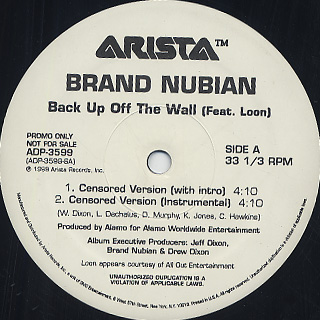 ARISTA™
BRAND NUBIAN
Back Up Off The Wall (Feat. Loon)
PROMO ONLY
NOT FOR SALE
ADP-3599
(ADP-3599-SA)
℗ 1999 Arista Records, Inc.
SIDE A
33 1/3 RPM
1. Censored Version (with intro) 4:10
2. Censored Version (Instrumental) 4:10
(W. Dixon, L. Dechalus, D. Murphy, K. Jones, C. Hawkins)
Produced by Alamo for Alamo Worldwide Entertainment
Album Executive Producers: Jeff Dixon,
Brand Nubian & Drew Dixon
Loon appears courtesy of All Out Entertainment
UNAUTHORIZED DUPLICATION IS A
VIOLATION OF APPLICABLE LAWS.